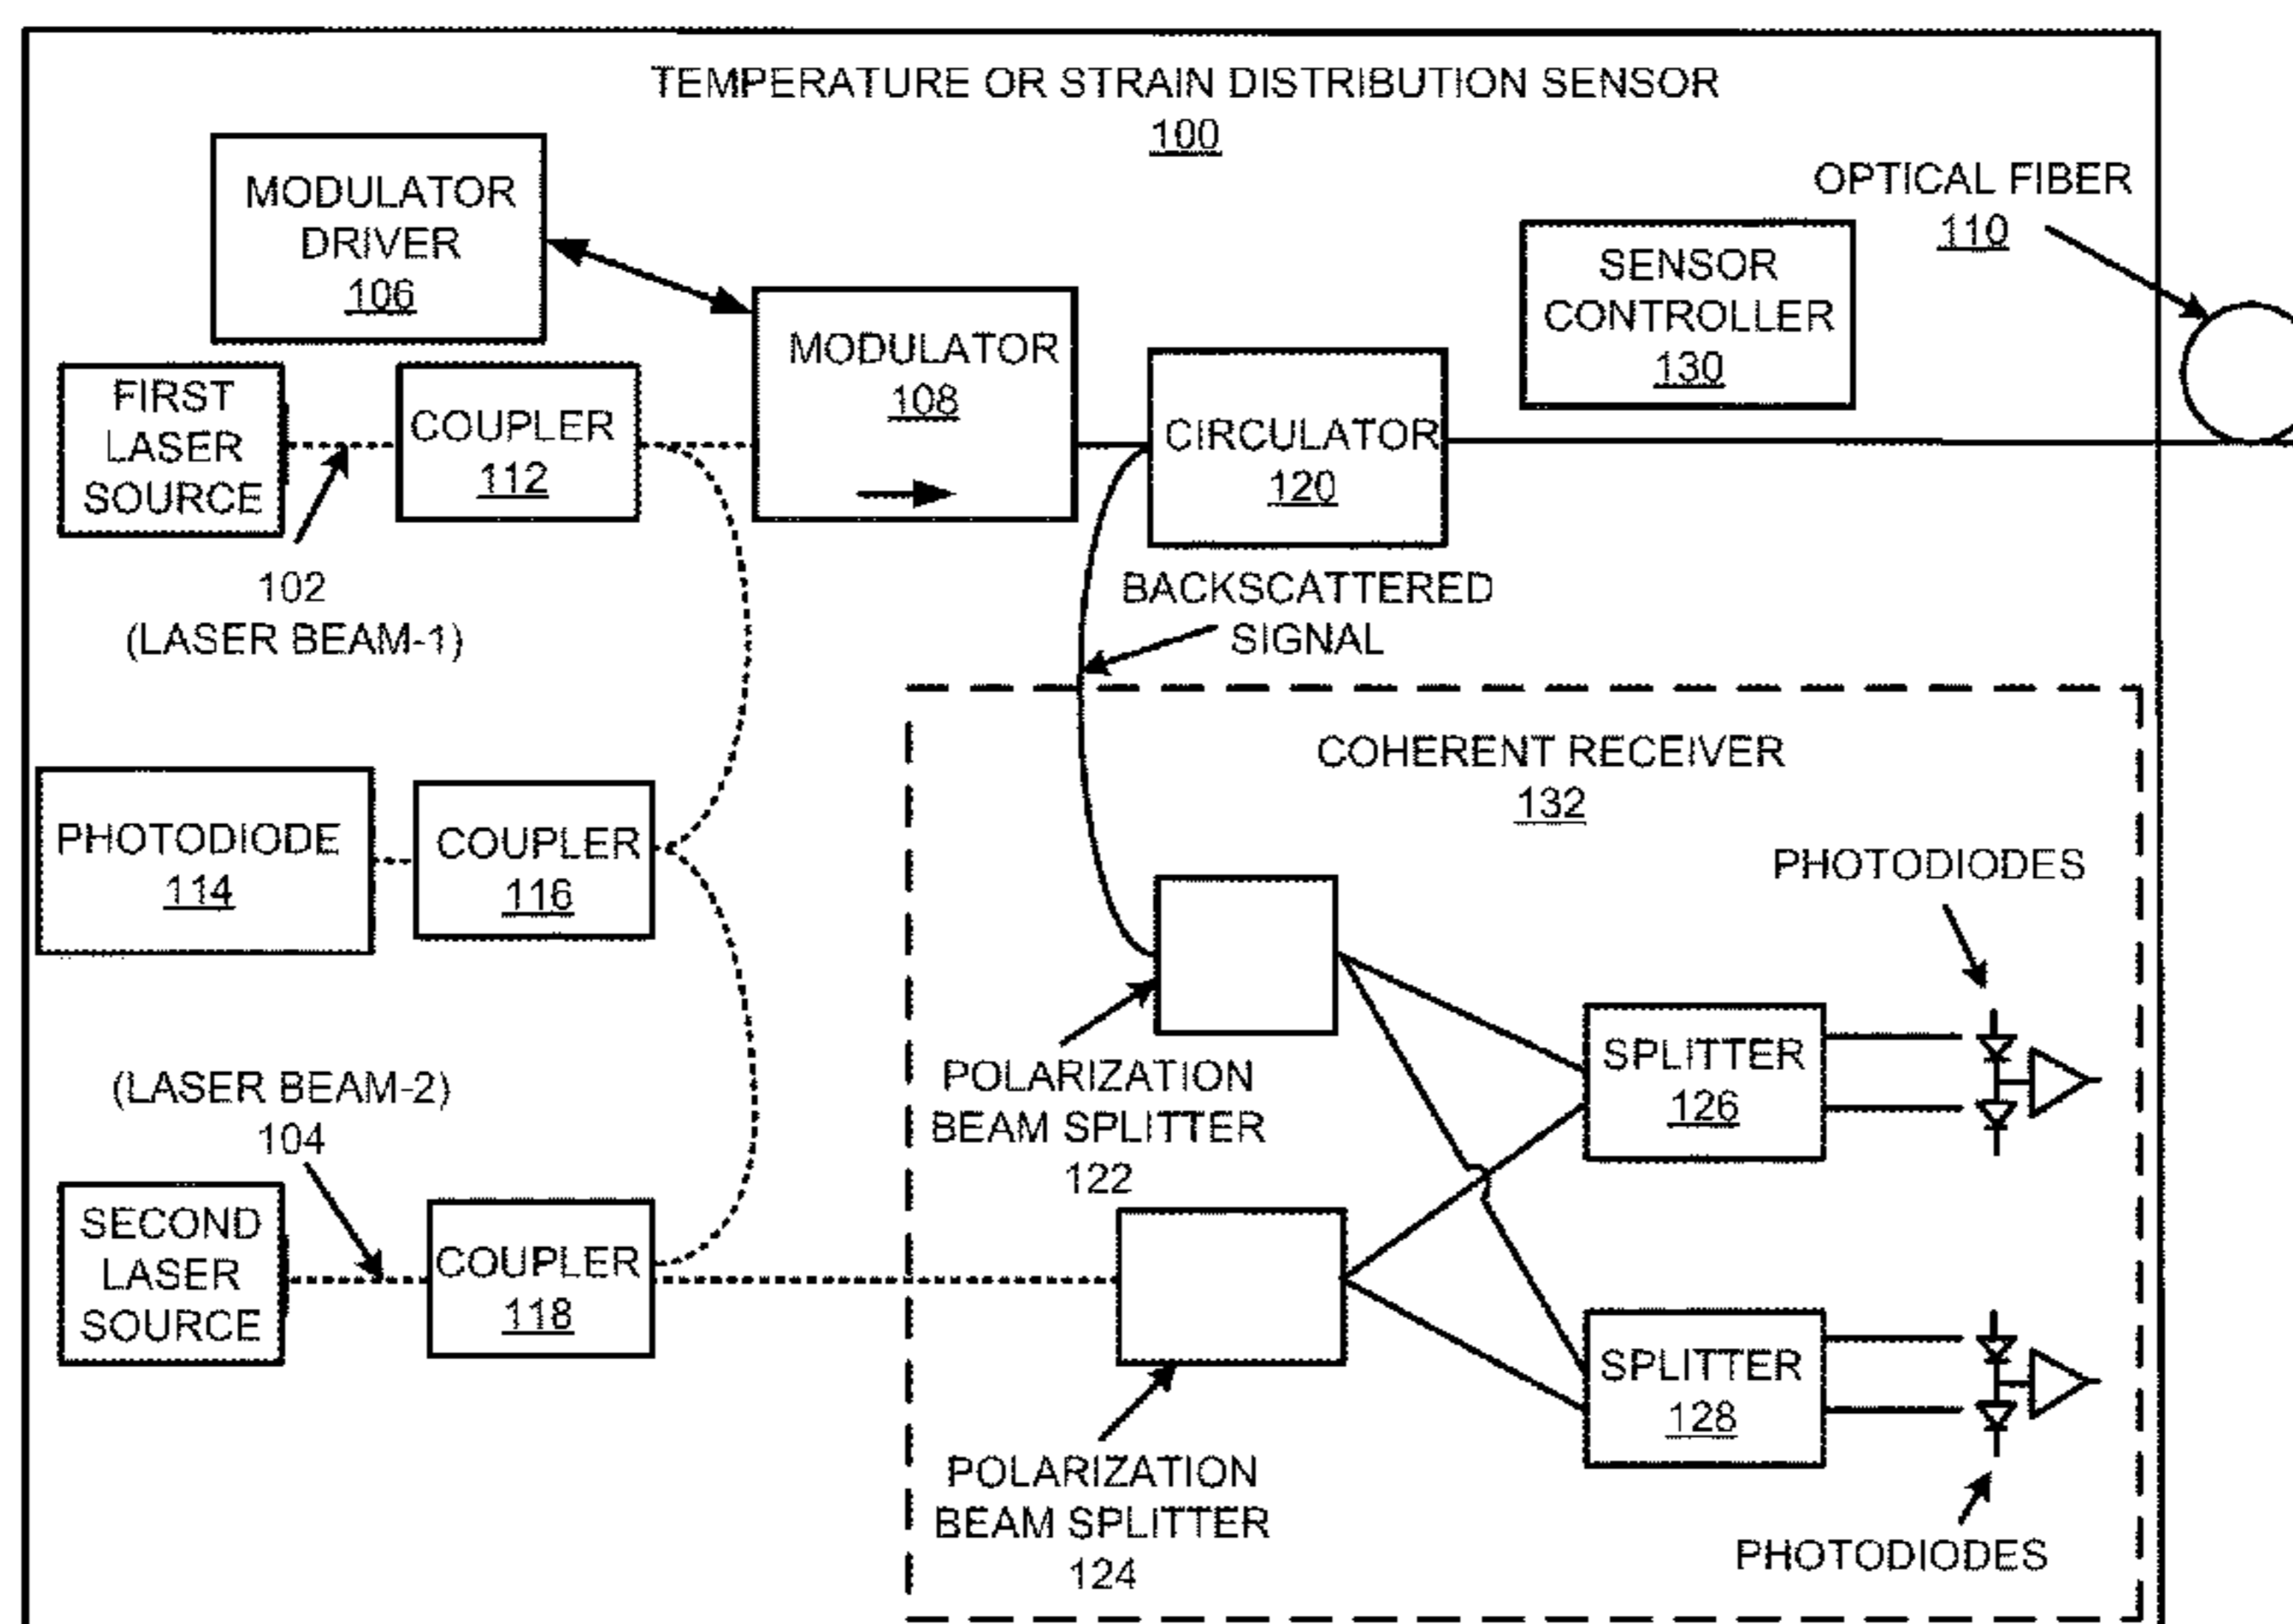 TEMPERATURE OR STRAIN DISTRIBUTION SENSOR
100
MODULATOR
DRIVER
106
OPTICAL FIBER
110
SENSOR
CONTROLLER
130
MODULATOR
108
CIRCULATOR
120
FIRST
LASER
SOURCE
COUPLER
112
102
(LASER BEAM-1)
BACKSCATTERED
SIGNAL
COHERENT RECEIVER
132
PHOTODIODE
114
COUPLER
116
PHOTODIODES
POLARIZATION
BEAM SPLITTER
122
SPLITTER
126
(LASER BEAM-2)
104
SECOND
LASER
SOURCE
COUPLER
118
SPLITTER
128
POLARIZATION
BEAM SPLITTER
124
PHOTODIODES